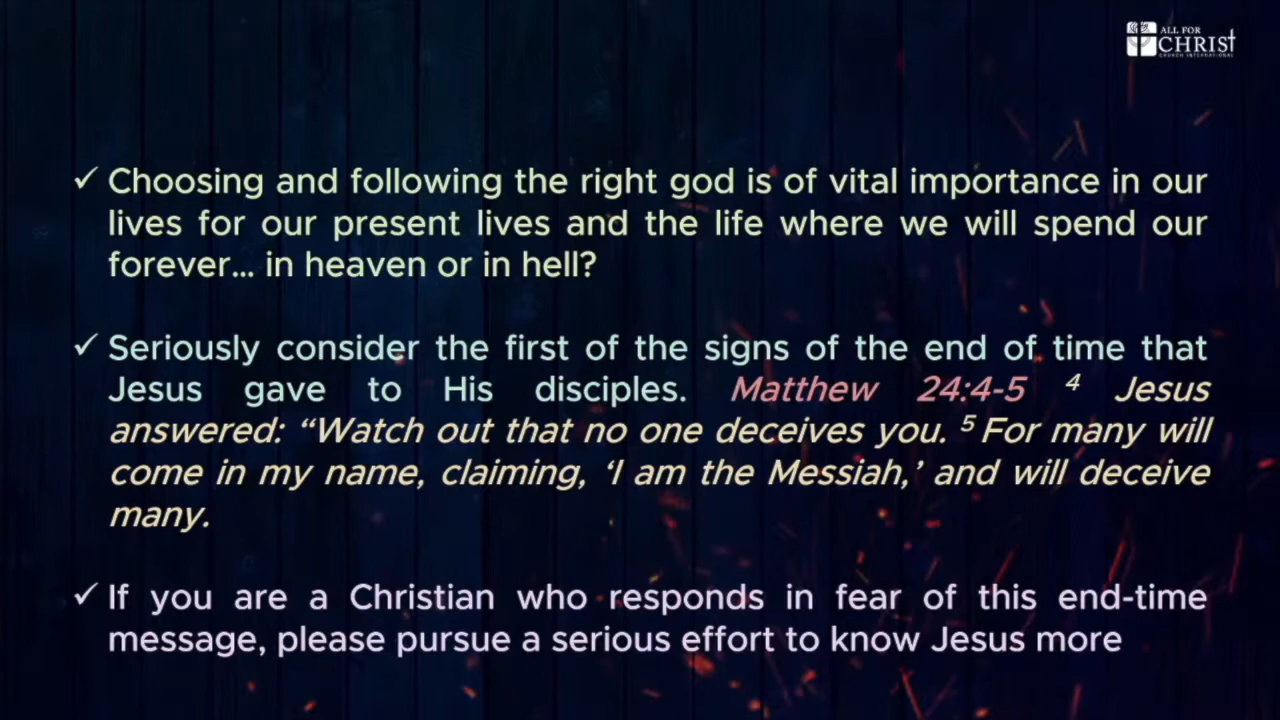 ALL FOR
CHRIST
CHURCH INTERNATIONAL
✓ Choosing and following the right god is of vital importance in our
lives for our present lives and the life where we will spend our
forever... in heaven or in hell?
✓ Seriously consider the first of the signs of the end of time that
Jesus gave to His disciples. Matthew 24:4-5 ⁴ Jesus
answered: “Watch out that no one deceives you. ⁵ For many will
come in my name, claiming, ‘I am the Messiah,’ and will deceive
many.
✓ If you are a Christian who responds in fear of this end-time
message, please pursue a serious effort to know Jesus more